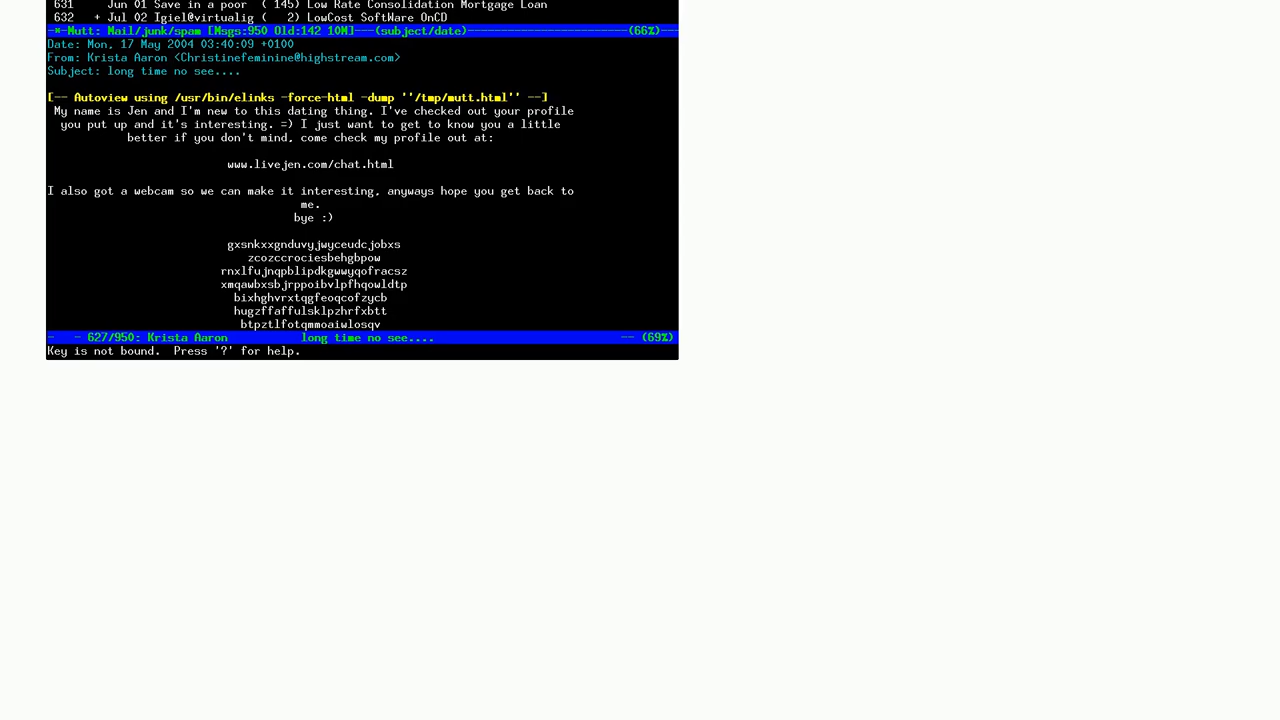 631     Jun 01 Save in a poor  ( 145) Low Rate Consolidation Mortgage Loan
632   + Jul 02 Igiel@virtualig (   2) LowCost SoftWare OnCD
-*-Mutt: Mail/junk/spam [Msgs:950 Old:142 10M]---(subject/date)------------------------(66%)---
Date: Mon, 17 May 2004 03:40:09 +0100
From: Krista Aaron <Christinefeminine@highstream.com>
Subject: long time no see....
[-- Autoview using /usr/bin/elinks -force-html -dump ''/tmp/mutt.html'' --]
My name is Jen and I'm new to this dating thing. I've checked out your profile
you put up and it's interesting. =) I just want to get to know you a little
better if you don't mind, come check my profile out at:
www.livejen.com/chat.html
I also got a webcam so we can make it interesting, anyways hope you get back to
me.
bye :)
gxsnkxxgnduvyjwyceudcjobxs
zcozccrociesbehgbpow
rnxlfujnqpblipdkgwwyqofracsz
xmqawbxsbjrppoibvlpfhqowldtp
bixhghvrxtqgfeoqcofzycb
hugzffaffulsklpzhrfxbtt
btpztlfotqmmoaiwlosqv
-   - 627/950: Krista Aaron           long time no see....                            -- (69%)
Key is not bound.  Press '?' for help.